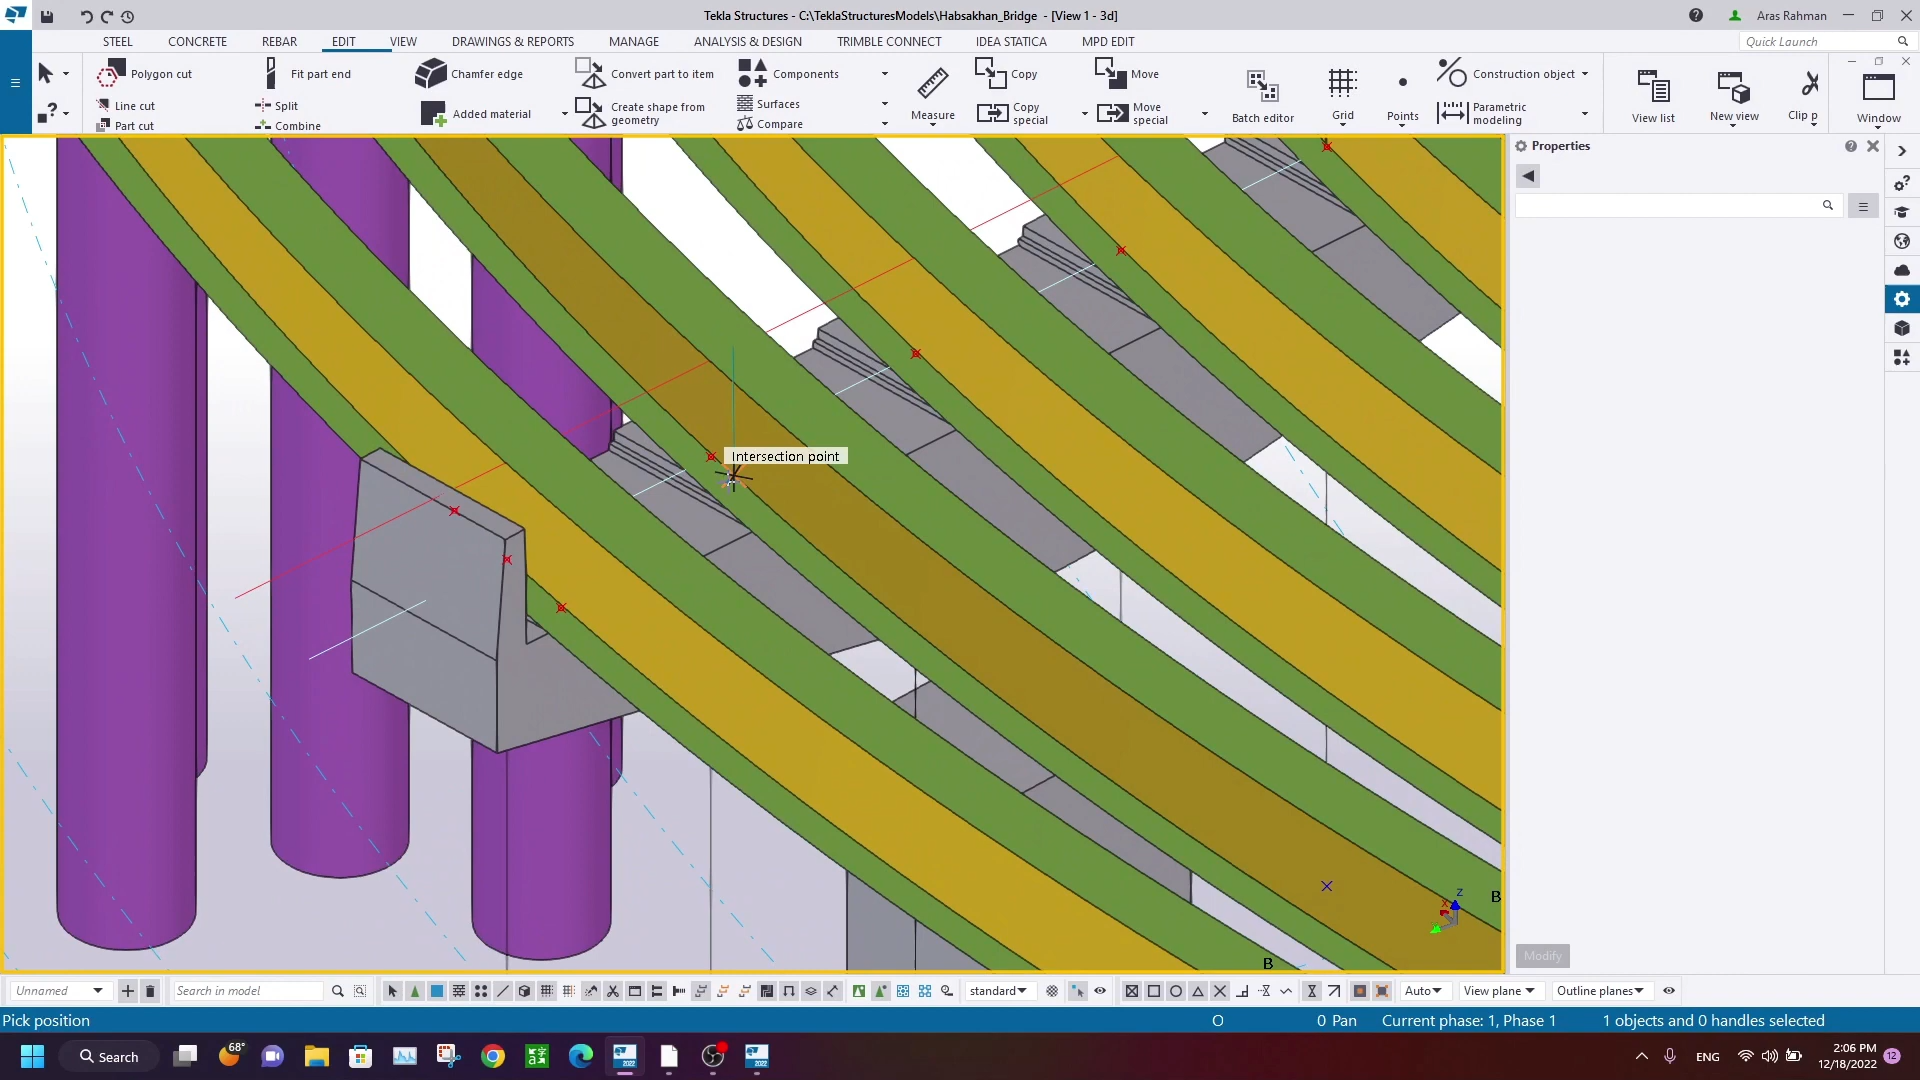 Tekla Structures - C:\TeklaStructuresModels\Habsakhan_Bridge - [View 1 - 3d]
Aras Rahman
STEEL CONCRETE REBAR EDIT VIEW DRAWINGS & REPORTS MANAGE ANALYSIS & DESIGN TRIMBLE CONNECT IDEA STATICA MPD EDIT
Quick Launch
Polygon cut
Line cut
Part cut
Fit part end
Split
Combine
Chamfer edge
Added material
Convert part to item
Create shape from
geometry
Components
Surfaces
Compare
Measure
Copy
Copy
special
Move
Move
special
Batch editor
Grid
Points
Construction object
Parametric
modeling
View list
New view
Clip p
Window
Properties
Intersection point
Z
X
B
B
Modify
Unnamed
Search in model
standard
Auto
View plane
Outline planes
Pick position
O
0 Pan
Current phase: 1, Phase 1
1 objects and 0 handles selected
68°
Search
2022
2022
ENG
2:06 PM
12/18/2022
12